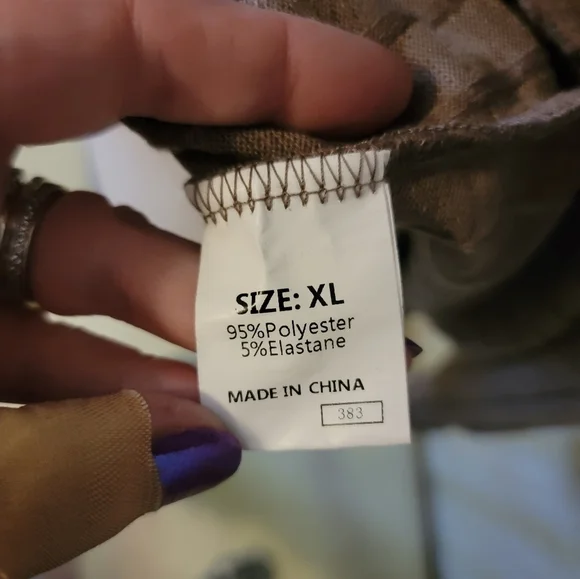 SIZE: XL
95%Polyester
5%Elastane
MADE IN CHINA
383